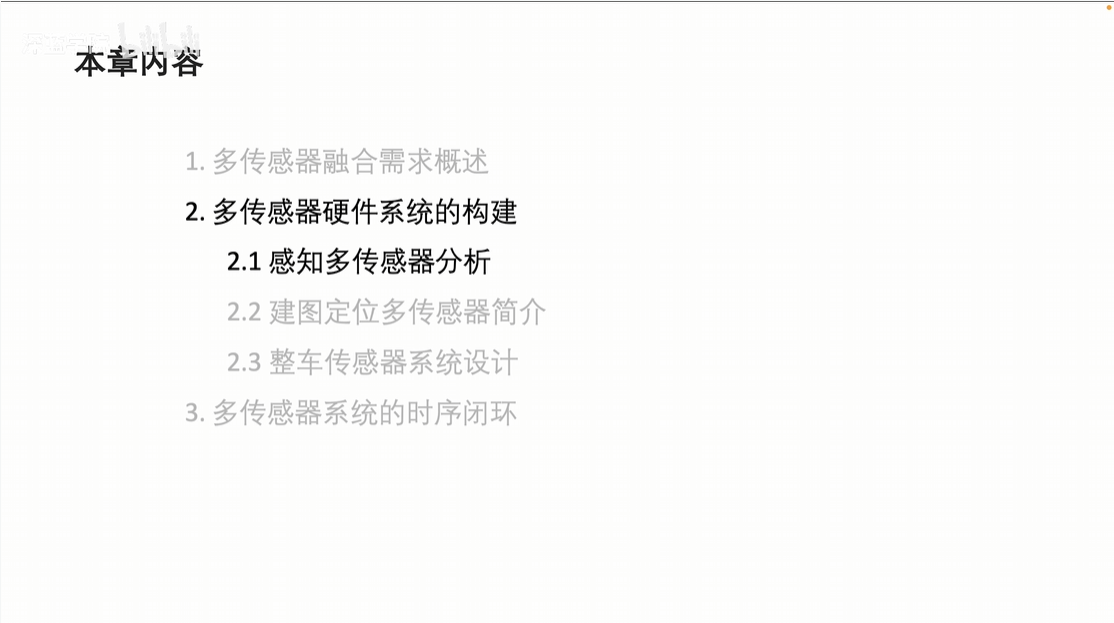 本章内容
1. 多传感器融合需求概述
2. 多传感器硬件系统的构建
2.1 感知多传感器分析
2.2 建图定位多传感器简介
2.3 整车传感器系统设计
3. 多传感器系统的时序闭环